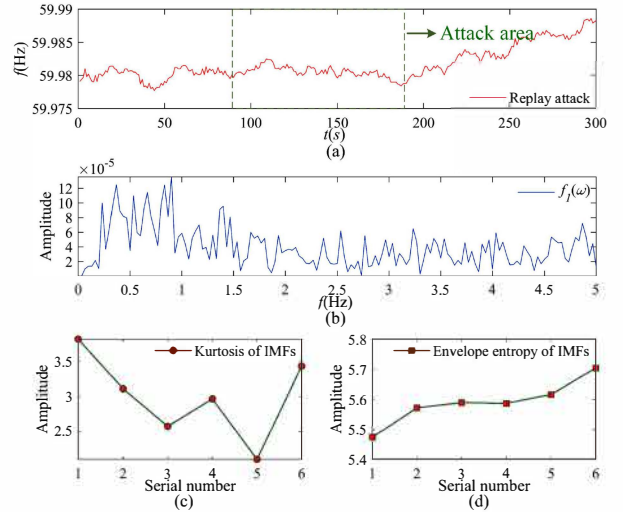 59.99
59.985
59.98
59.975
f(Hz)
Attack area
Replay attack
0 50 100 150 200 250 300
t(s)
(a)
×10-5
12
10
8
6
4
2
Amplitude
f1(ω)
0 0.5 1 1.5 2 2.5 3 3.5 4 4.5 5
f(Hz)
(b)
3.5
3
2.5
Amplitude
Kurtosis of IMFs
1 2 3 4 5 6
Serial number
(c)
5.8
5.7
5.6
5.5
5.4
Amplitude
Envelope entropy of IMFs
1 2 3 4 5 6
Serial number
(d)